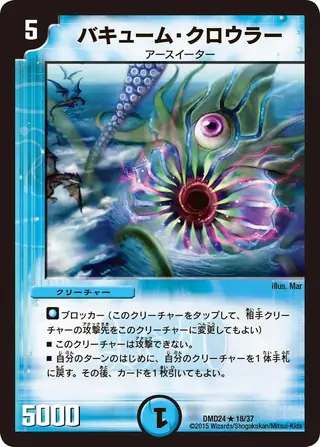 5
バキューム・クロウラー
アースイーター
illus. Mar
クリーチャー
ブロッカー（このクリーチャーをタップして、相手クリー
チャーの攻撃先をこのクリーチャーに変更してもよい）
■ このクリーチャーは攻撃できない。
■ 自分のターンのはじめに、自分のクリーチャーを1体手札
に戻す。その後、カードを1枚引いてもよい。
5000
1
DMD24 ★ 18/37
©2015 Wizards/Shogakukan/Mitsui-Kids